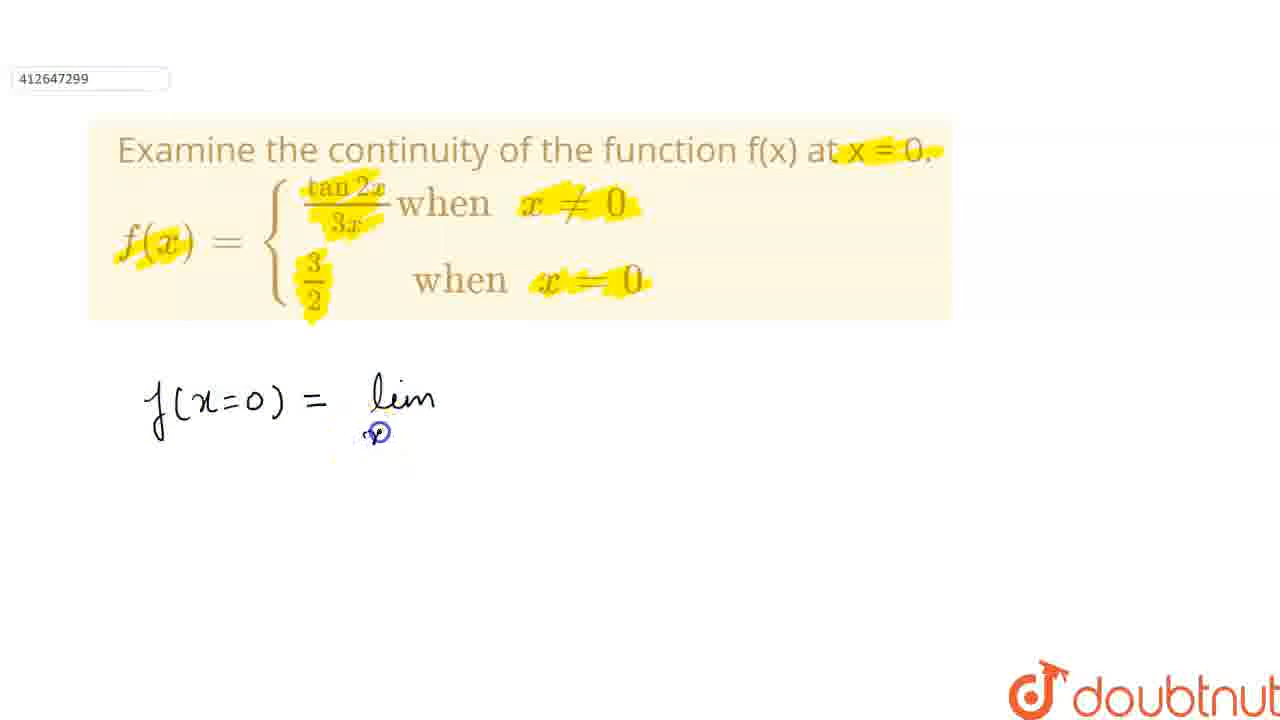 412647299
Examine the continuity of the function f(x) at x = 0.
f(x) = { tan 2x / 3x when x ≠ 0
3/2 when x = 0
f(x=0) = lim
x
doubtnut